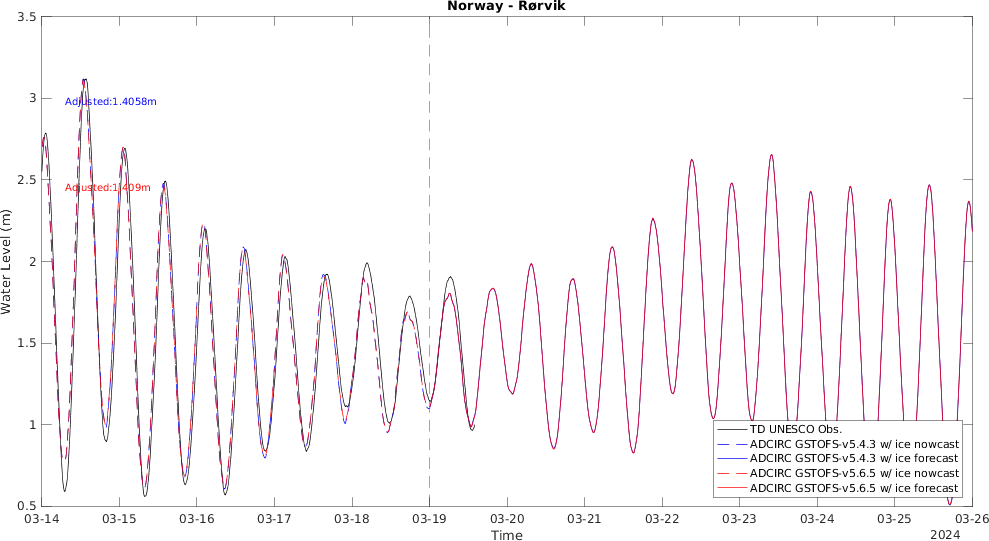 Norway - Rørvik
3.5
3
2.5
2
1.5
1
0.5
Water Level (m)
Adjusted:1.4058m
Adjusted:1.409m
TD UNESCO Obs.
ADCIRC GSTOFS-v5.4.3 w/ ice nowcast
ADCIRC GSTOFS-v5.4.3 w/ ice forecast
ADCIRC GSTOFS-v5.6.5 w/ ice nowcast
ADCIRC GSTOFS-v5.6.5 w/ ice forecast
03-14 03-15 03-16 03-17 03-18 03-19 03-20 03-21 03-22 03-23 03-24 03-25 03-26
Time
2024